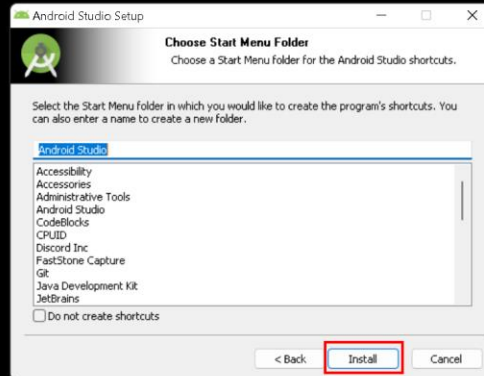 Android Studio Setup
Choose Start Menu Folder
Choose a Start Menu folder for the Android Studio shortcuts.
Select the Start Menu folder in which you would like to create the program's shortcuts. You
can also enter a name to create a new folder.
Android Studio
Accessibility
Accessories
Administrative Tools
Android Studio
CodeBlocks
CPUID
Discord Inc
FastStone Capture
Git
Java Development Kit
JetBrains
Do not create shortcuts
< Back Install Cancel